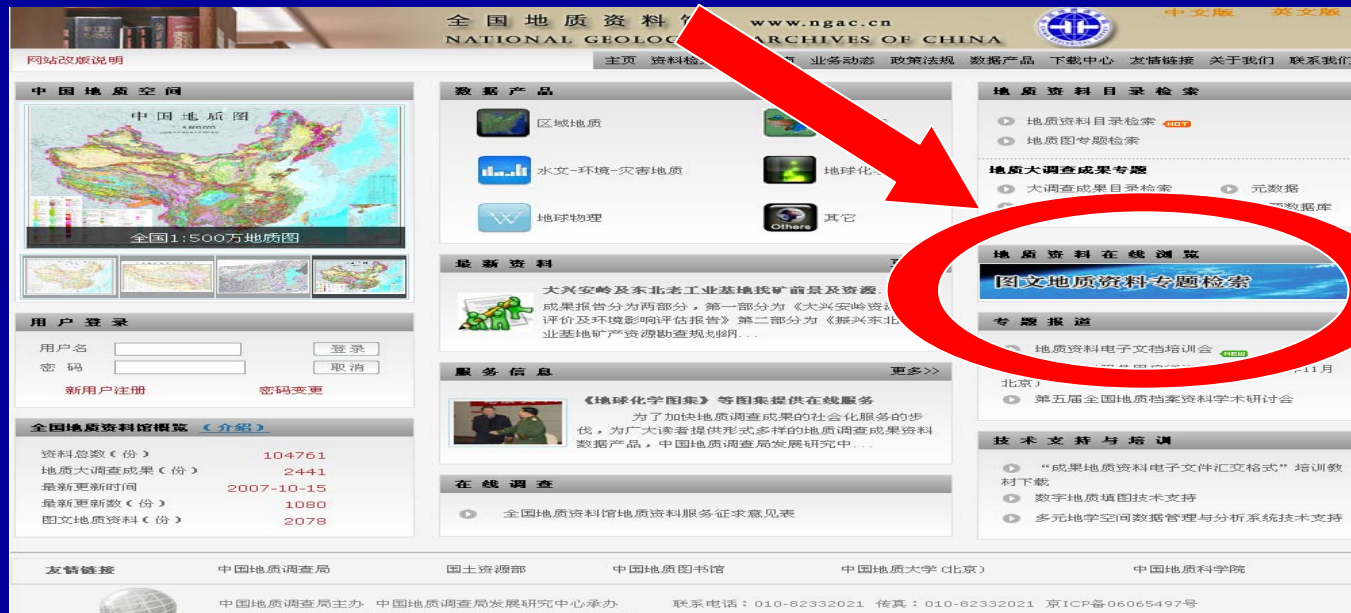 全国地质资料 www.ngac.cn
中文版 英文版
NATIONAL GEOLO ARCHIVES OF CHINA
网站改版说明
主页 资料检 业务动态 政策法规 数据产品 下载中心 友情链接 关于我们 联系我们
中国地质空间
中国地质图
全国1:500万地质图
用户登录
用户名 登录
密 码 取消
新用户注册 密码变更
全国地质资料馆概览 (介绍)
资料总数(份) 104761
地质大调查成果(份) 2441
最新更新时间 2007-10-15
最新更新数(份) 1080
图文地质资料(份) 2078
数据产品
区域地质
水文-环境-灾害地质 地球化
地球物理 Others 其它
最新资料
大兴安岭及东北老工业基地找矿前景及资源.
成果报告分为两部分,第一部分为《大兴安岭资
评价及环境影响评估报告》第二部分为《振兴东北
业基地矿产资源勘查规划纲...
服务信息 更多>>
《地球化学图集》等图集提供在线服务
为了加快地质调查成果的社会化服务的步
伐,为广大读者提供形式多样的地质调查成果资料
数据产品,中国地质调查局发展研究中...
在线调查
全国地质资料馆地质资料服务征求意见表
地质资料目录检索
地质资料目录检索 HOT
地质图专题检索
地质大调查成果专题
大调查成果目录检索 元数据
数据库
地质资料在线浏览
图文地质资料专题检索
专题报道
地质资料电子文档培训会 NEW
11月
北京)
第五届全国地质档案资料学术研讨会
技术支持与培训
“成果地质资料电子文件汇交格式”培训教
材下载
数字地质填图技术支持
多元地学空间数据管理与分析系统技术支持
友情链接 中国地质调查局 国土资源部 中国地质图书馆 中国地质大学(北京) 中国地质科学院
中国地质调查局主办 中国地质调查局发展研究中心承办 联系电话:010-82332021 传真:010-82332021 京ICP备06065497号